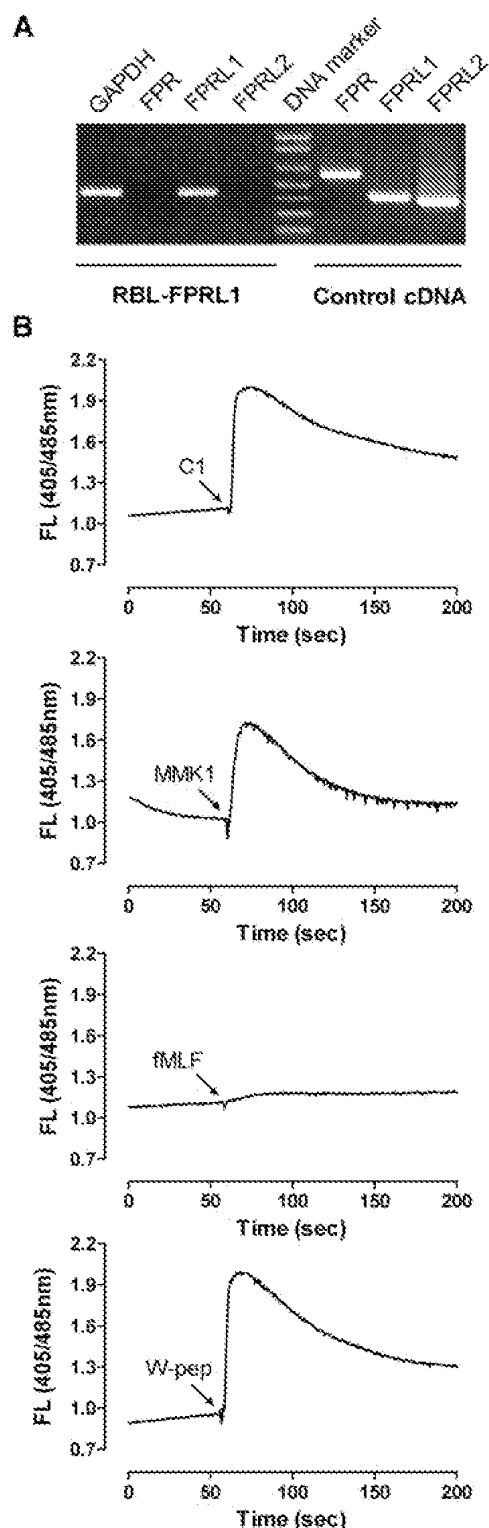 A
GAPDH FPR FPRL1 FPRL2 DNA marker FPR FPRL1 FPRL2
RBL-FPRL1 Control cDNA
B
FL (405/485nm)
2.2
1.9
1.6
1.3
1.0
0.7
C1
0 50 100 150 200
Time (sec)
FL (405/485nm)
2.2
1.9
1.6
1.3
1.0
0.7
MMK1
0 50 100 150 200
Time (sec)
FL (405/485nm)
2.2
1.9
1.6
1.3
1.0
0.7
fMLF
0 50 100 150 200
Time (sec)
FL (405/485nm)
2.2
1.9
1.6
1.3
1.0
0.7
W-pep
0 50 100 150 200
Time (sec)